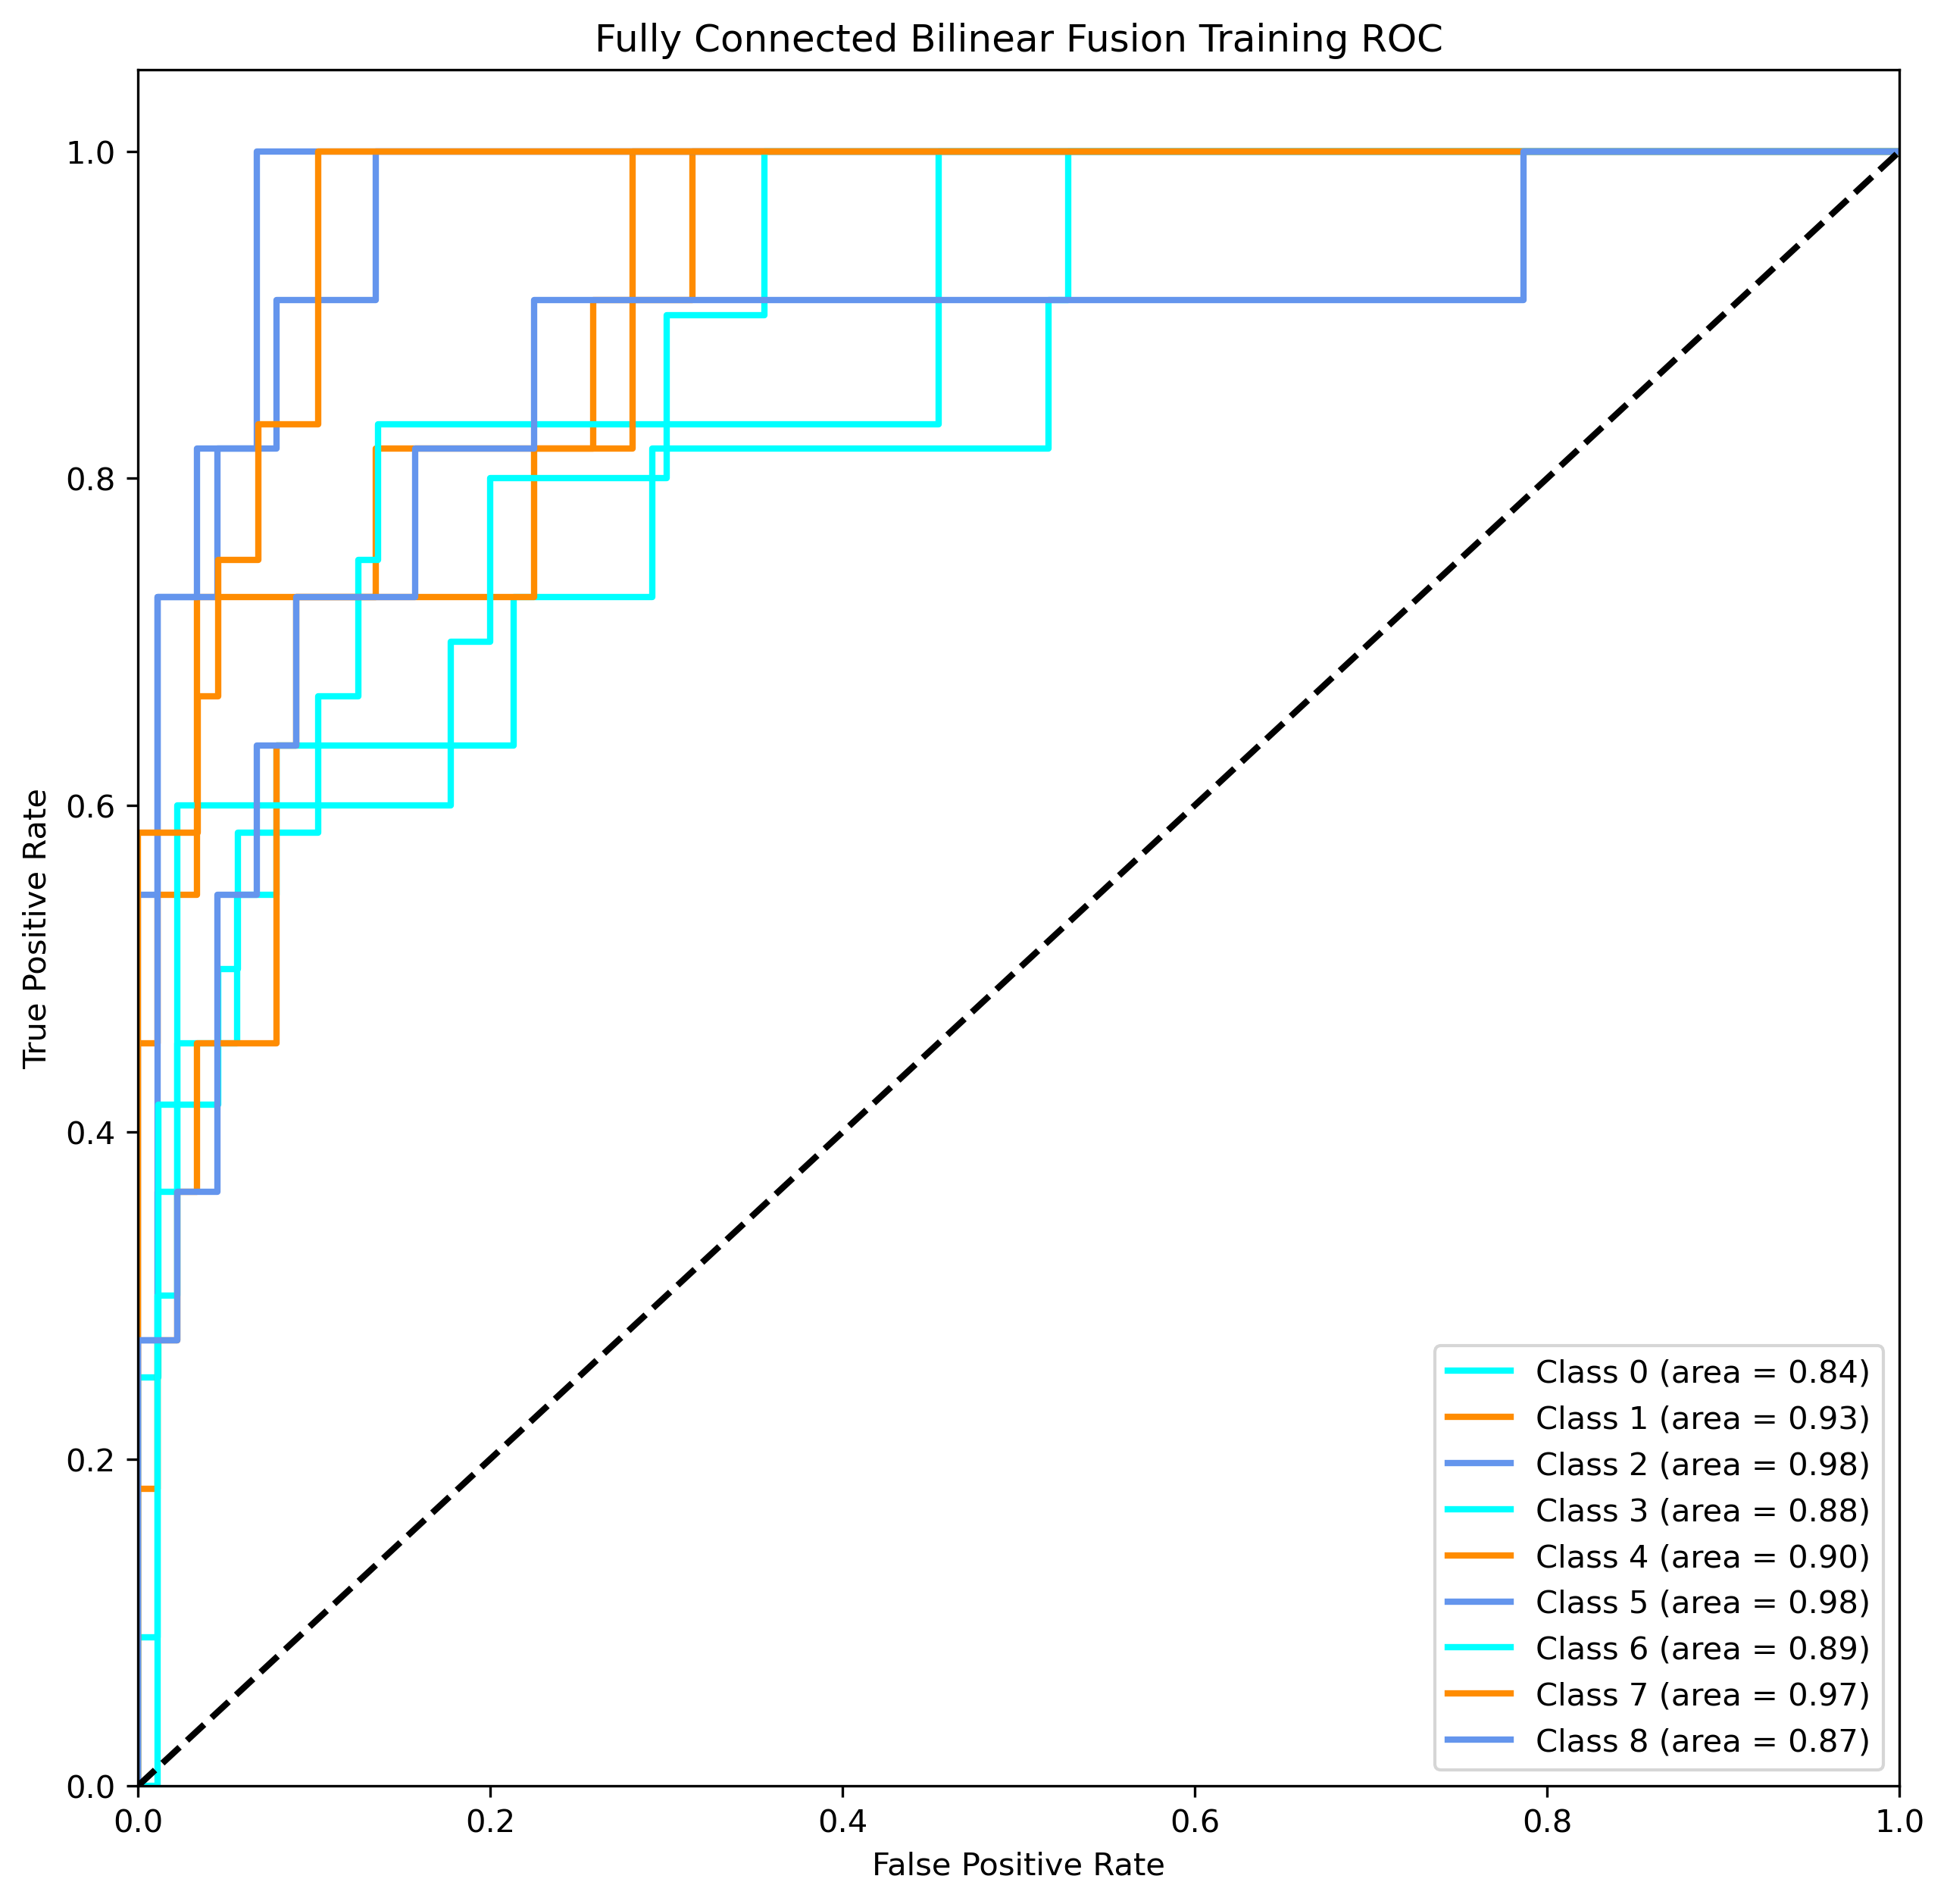 Fully Connected Bilinear Fusion Training ROC
True Positive Rate
1.0
0.8
0.6
0.4
0.2
0.0
Class 0 (area = 0.84)
Class 1 (area = 0.93)
Class 2 (area = 0.98)
Class 3 (area = 0.88)
Class 4 (area = 0.90)
Class 5 (area = 0.98)
Class 6 (area = 0.89)
Class 7 (area = 0.97)
Class 8 (area = 0.87)
0.0 0.2 0.4 0.6 0.8 1.0
False Positive Rate